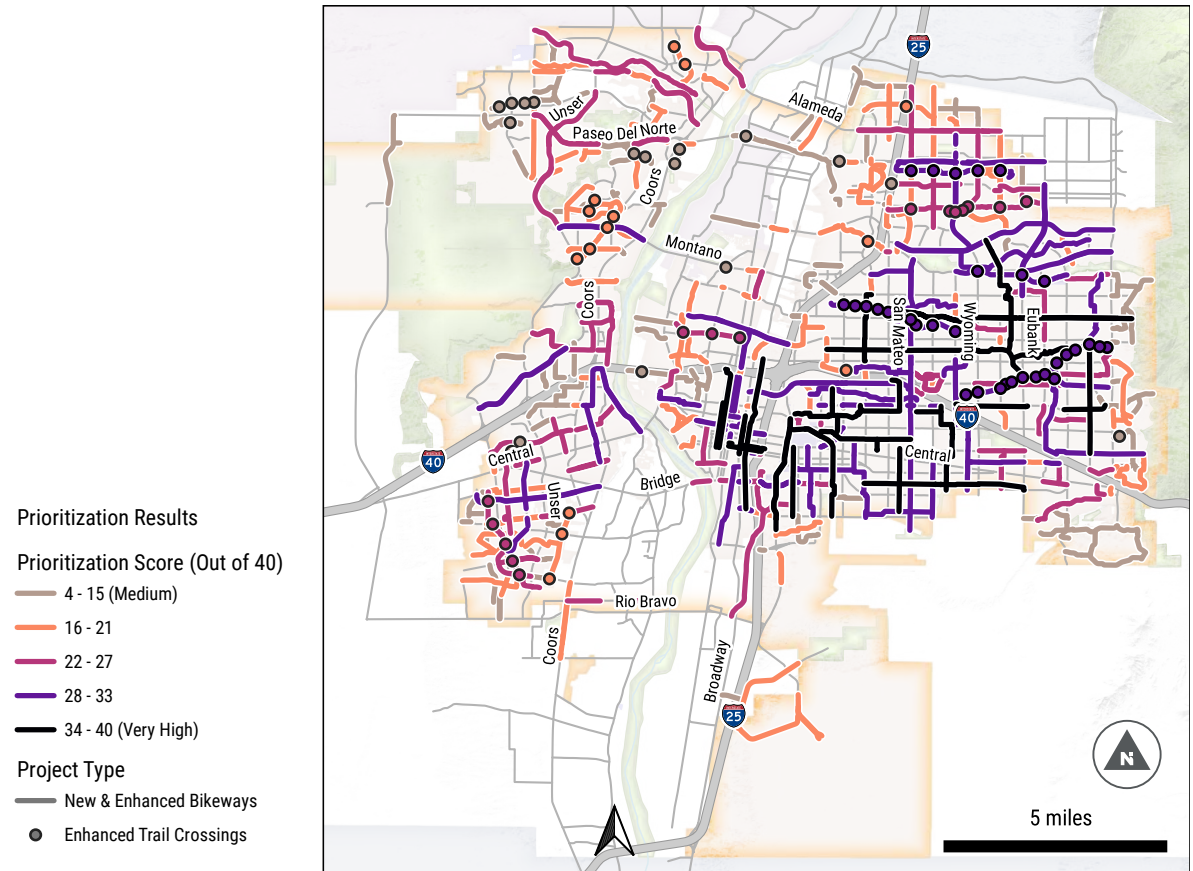 Prioritization Results
Prioritization Score (Out of 40)
4 - 15 (Medium)
16 - 21
22 - 27
28 - 33
34 - 40 (Very High)
Project Type
New & Enhanced Bikeways
Enhanced Trail Crossings
25
Alameda
Unser
Paseo Del Norte
Coors
Montano
Coors
San Mateo
Wyoming
Eubank
40
Central
40
Central
Bridge
Unser
Rio Bravo
Coors
Broadway
25
N
5 miles